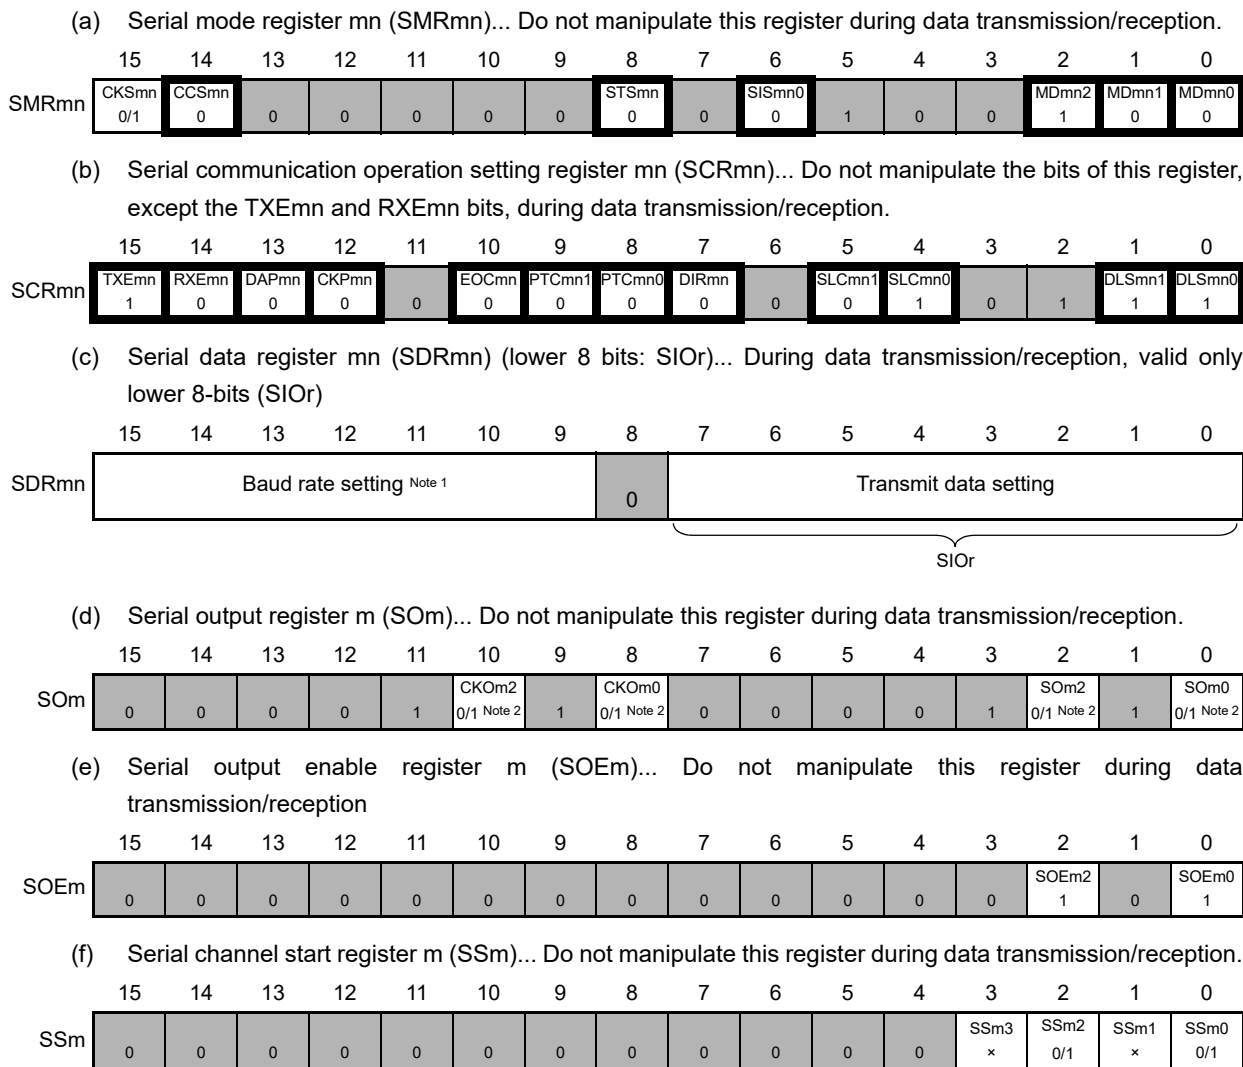 (a) Serial mode register mn (SMRmn)... Do not manipulate this register during data transmission/reception.
15 14 13 12 11 10 9 8 7 6 5 4 3 2 1 0
CKSmn CCSmn STSmn SISmn0 MDmn2 MDmn1 MDmn0
SMRmn 0/1 0 0 0 0 0 0 0 0 0 1 0 0 1 0 0
(b) Serial communication operation setting register mn (SCRmn)... Do not manipulate the bits of this register,
except the TXEmn and RXEmn bits, during data transmission/reception.
15 14 13 12 11 10 9 8 7 6 5 4 3 2 1 0
TXEmn RXEmn DAPmn CKPmn EOCmn PTCmn1 PTCmn0 DIRmn SLCmn1 SLCmn0 DLSmn1 DLSmn0
SCRmn 1 0 0 0 0 0 0 0 0 0 0 1 0 1 1 1
(c) Serial data register mn (SDRmn) (lower 8 bits: SIOr)... During data transmission/reception, valid only
lower 8-bits (SIOr)
15 14 13 12 11 10 9 8 7 6 5 4 3 2 1 0
SDRmn Baud rate setting Note 1 0 Transmit data setting
SIOr
(d) Serial output register m (SOm)... Do not manipulate this register during data transmission/reception.
15 14 13 12 11 10 9 8 7 6 5 4 3 2 1 0
CKOm2 CKOm0 SOm2 SOm0
SOm 0 0 0 0 1 0/1 Note 2 1 0/1 Note 2 0 0 0 0 1 0/1 Note 2 1 0/1 Note 2
(e) Serial output enable register m (SOEm)... Do not manipulate this register during data
transmission/reception
15 14 13 12 11 10 9 8 7 6 5 4 3 2 1 0
SOEm2 SOEm0
SOEm 0 0 0 0 0 0 0 0 0 0 0 0 0 1 0 1
(f) Serial channel start register m (SSm)... Do not manipulate this register during data transmission/reception.
15 14 13 12 11 10 9 8 7 6 5 4 3 2 1 0
SSm3 SSm2 SSm1 SSm0
SSm 0 0 0 0 0 0 0 0 0 0 0 0 × 0/1 × 0/1